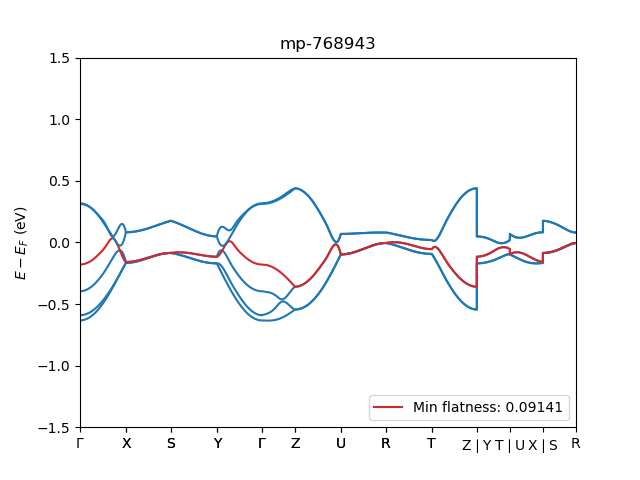 mp-768943
1.5
1.0
0.5
0.0
−0.5
−1.0
−1.5
E − E_F (eV)
Min flatness: 0.09141
Γ X S Y Γ Z U R T Z|Y T|U X|S R